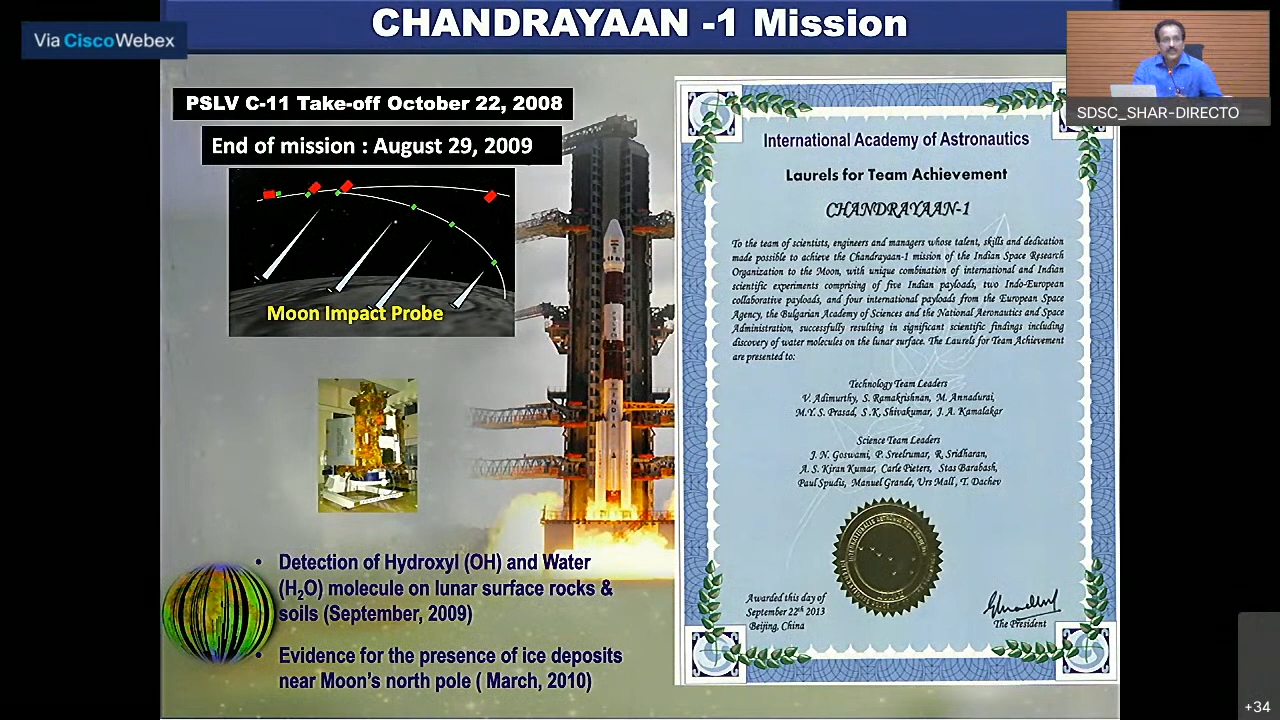 CHANDRAYAAN -1 Mission
Via CiscoWebex
SDSC_SHAR-DIRECTO
PSLV C-11 Take-off October 22, 2008
End of mission : August 29, 2009
Moon Impact Probe
INDIA
• Detection of Hydroxyl (OH) and Water
(H₂O) molecule on lunar surface rocks &
soils (September, 2009)
• Evidence for the presence of ice deposits
near Moon's north pole ( March, 2010)
International Academy of Astronautics
Laurels for Team Achievement
CHANDRAYAAN-1
To the team of scientists, engineers and managers whose talent, skills and dedication
made possible to achieve the Chandrayaan-1 mission of the Indian Space Research
Organization to the Moon, with unique combination of international and Indian
scientific experiments comprising of five Indian payloads, two Indo-European
collaborative payloads, and four international payloads from the European Space
Agency, the Bulgarian Academy of Sciences and the National Aeronautics and Space
Administration, successfully resulting in significant scientific findings including
discovery of water molecules on the lunar surface. The Laurels for Team Achievement
are presented to:
Technology Team Leaders
V. Adimurthy, S. Ramakrishnan, M. Annadurai,
M.Y.S. Prasad, S.K, Shivakumar, J. A. Kamalakar
Science Team Leaders
J. N. Goswami, P. Sreelrumar, R, Sridharan,
A. S. Kiran Kumar, Carle Pieters, Stas Barabash,
Paul Spudis, Manuel Grande, Urs Mall, T. Dachev
Awarded this day of
September 22th 2013
Beijing, China
The President
+34